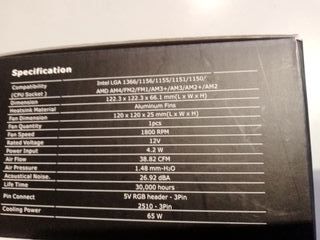 Specification
Compatibility
(CPU Socket )
Intel LGA 1366/1156/1155/1151/1150/
AMD AM4/FM2/FM1/AM3+/AM3/AM2+/AM2
Dimension 122.3 x 122.3 x 66.1 mm(L x W x H)
Heatsink Material Aluminum Fins
Fan Dimension 120 x 120 x 25 mm(L x W x H)
Fan Quantity 1pcs
Fan Speed 1800 RPM
Rated Voltage 12V
Power Input 4.2 W
Air Flow 38.82 CFM
Air Pressure 1.48 mm-H₂O
Acoustical Noise. 26.92 dBA
Life Time 30,000 hours
Pin Connect 5V RGB header - 3Pin
2510 - 3Pin
Cooling Power 65 W